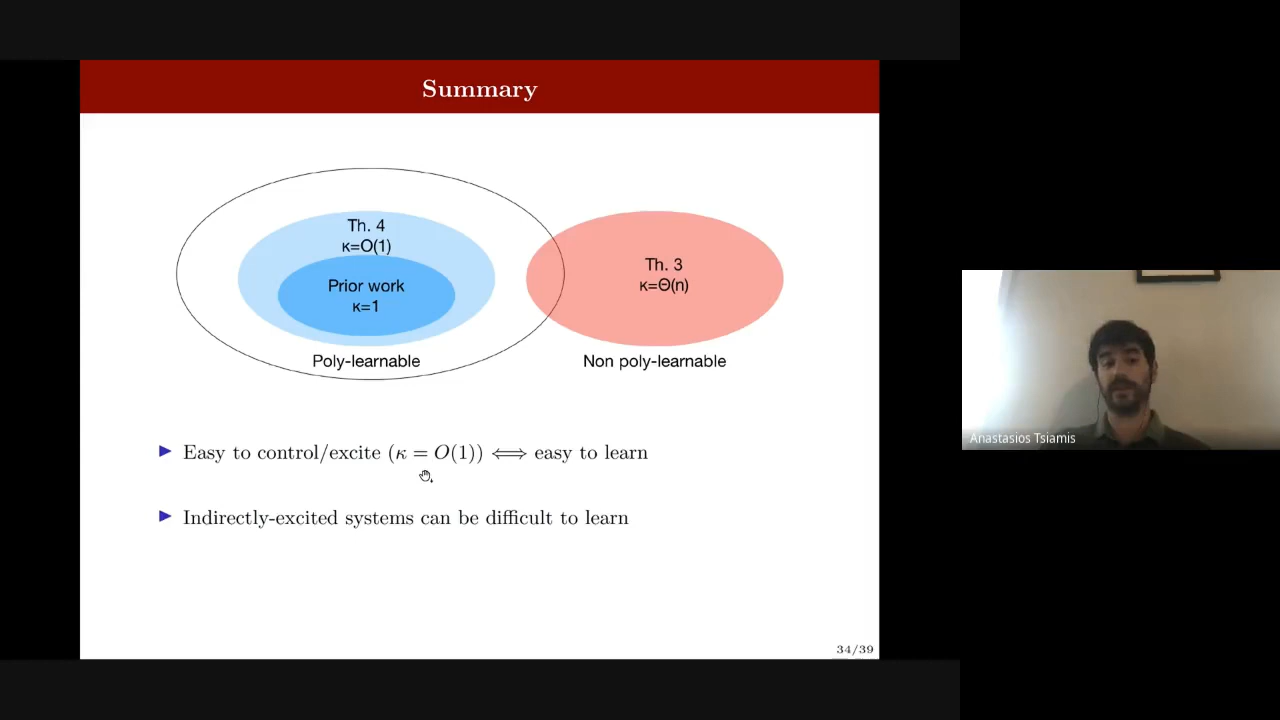 Summary
Th. 4
κ=O(1)
Prior work
κ=1
Poly-learnable
Th. 3
κ=Θ(n)
Non poly-learnable
▶ Easy to control/excite (κ = O(1)) ⟺ easy to learn
▶ Indirectly-excited systems can be difficult to learn
34/39
Anastasios Tsiamis